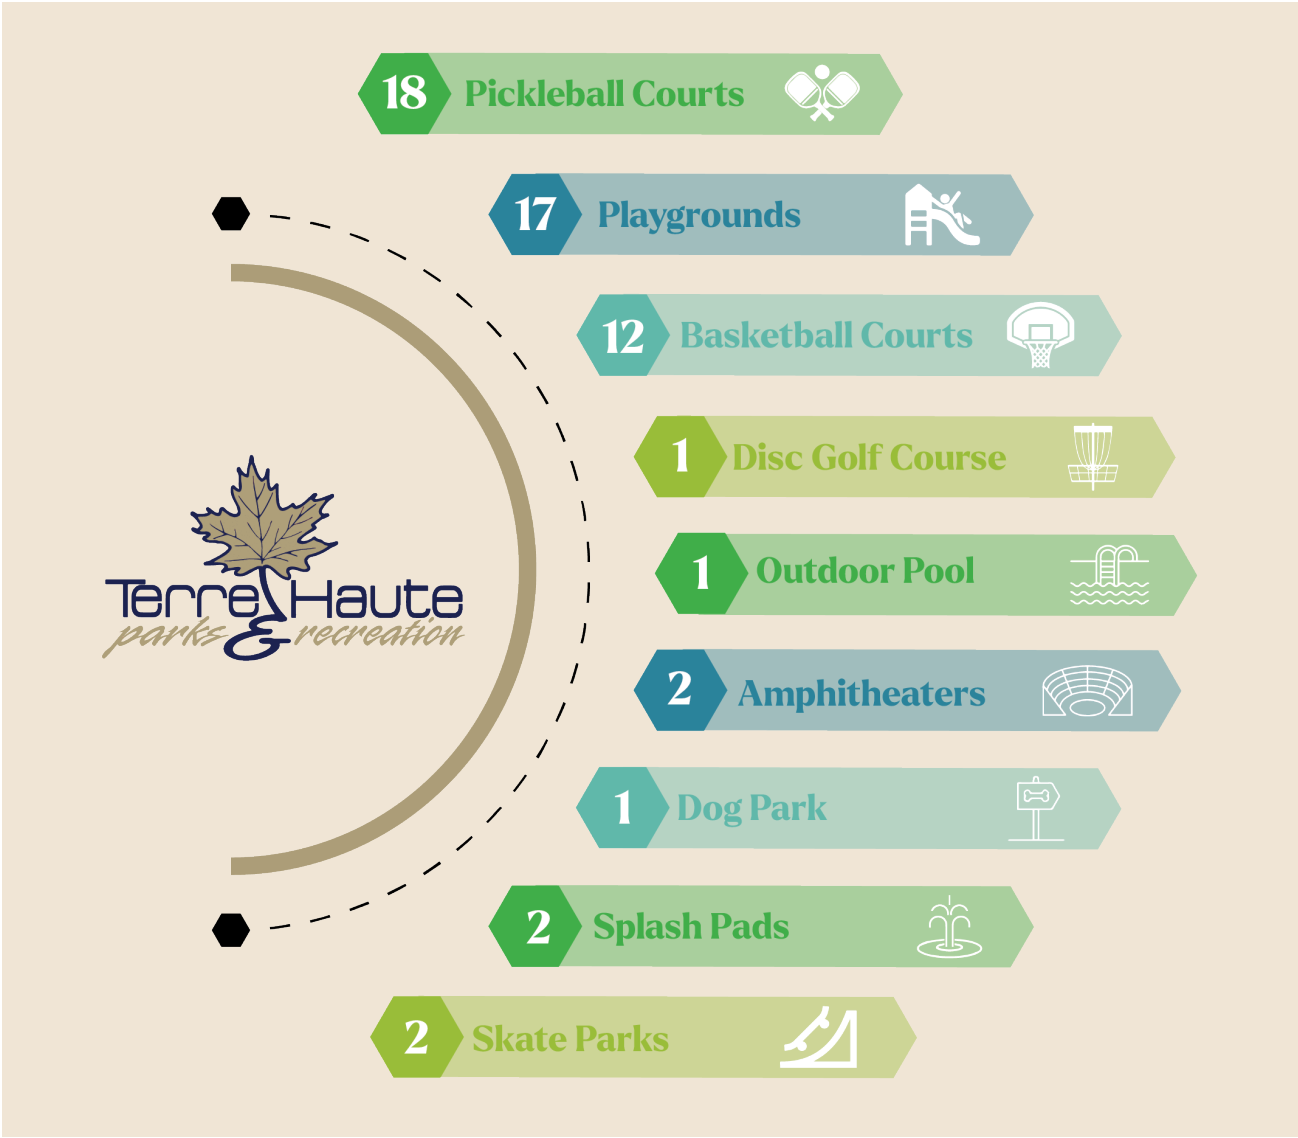 18 Pickleball Courts
17 Playgrounds
12 Basketball Courts
1 Disc Golf Course
1 Outdoor Pool
Terre Haute
parks & recreation
2 Amphitheaters
1 Dog Park
2 Splash Pads
2 Skate Parks